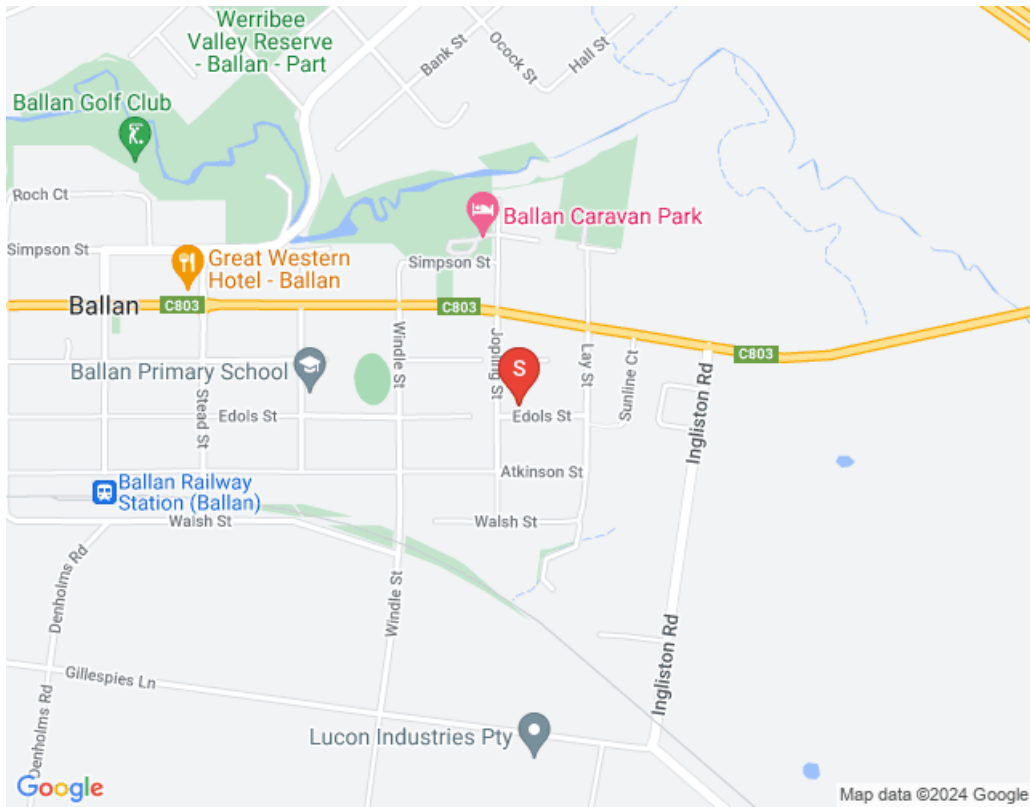 Werribee
Valley Reserve
- Ballan - Part
Bank St
Ocock St
Hall St
Ballan Golf Club
Roch Ct
Ballan Caravan Park
Simpson St
Great Western
Hotel - Ballan
Simpson St
Ballan
C803
C803
C803
Windle St
Jopling St
Lay St
Sunline Ct
Ingliston Rd
S
Ballan Primary School
Stead St
Edols St
Edols St
Atkinson St
Ballan Railway
Station (Ballan)
Walsh St
Walsh St
Denholms Rd
Windle St
Ingliston Rd
Gillespies Ln
Denholms Rd
Lucon Industries Pty
Google
Map data ©2024 Google